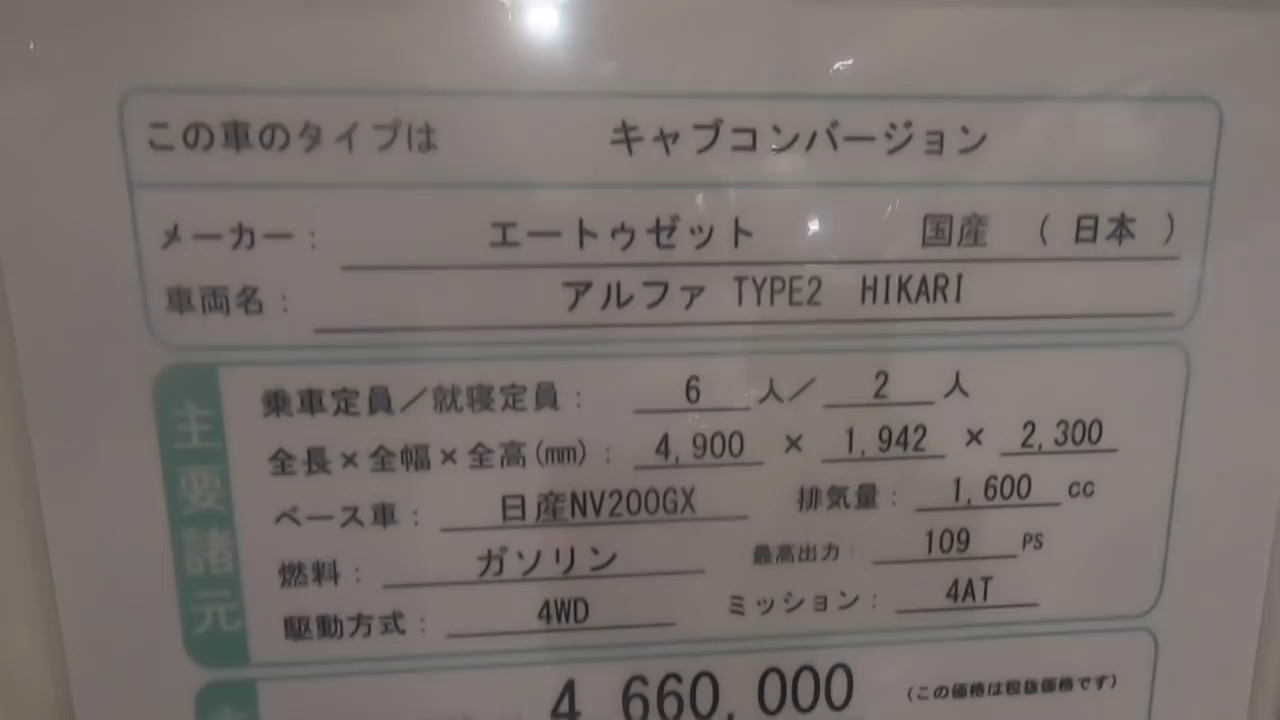 この車のタイプは キャブコンバージョン
メーカー： エートゥゼット 国産 （ 日本 ）
車両名： アルファ TYPE2 HIKARI
主要諸元
乗車定員／就寝定員： 6 人／ 2 人
全長×全幅×全高(mm)： 4,900 × 1,942 × 2,300
ベース車： 日産NV200GX 排気量： 1,600 cc
燃料： ガソリン 最高出力： 109 PS
駆動方式： 4WD ミッション： 4AT
4,660,000 （この価格は税抜価格です）